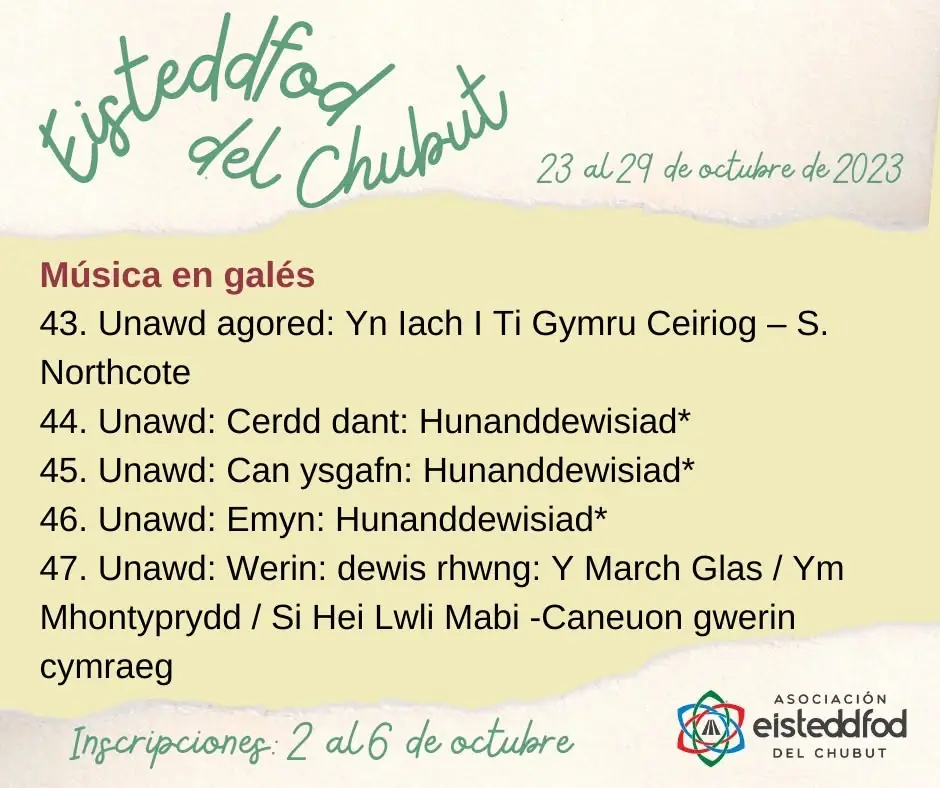 Eisteddfod
del Chubut
23 al 29 de octubre de 2023
Música en galés
43. Unawd agored: Yn Iach I Ti Gymru Ceiriog – S.
Northcote
44. Unawd: Cerdd dant: Hunanddewisiad*
45. Unawd: Can ysgafn: Hunanddewisiad*
46. Unawd: Emyn: Hunanddewisiad*
47. Unawd: Werin: dewis rhwng: Y March Glas / Ym
Mhontyprydd / Si Hei Lwli Mabi -Caneuon gwerin
cymraeg
Inscripciones: 2 al 6 de octubre
ASOCIACIÓN
eisteddfod
DEL CHUBUT